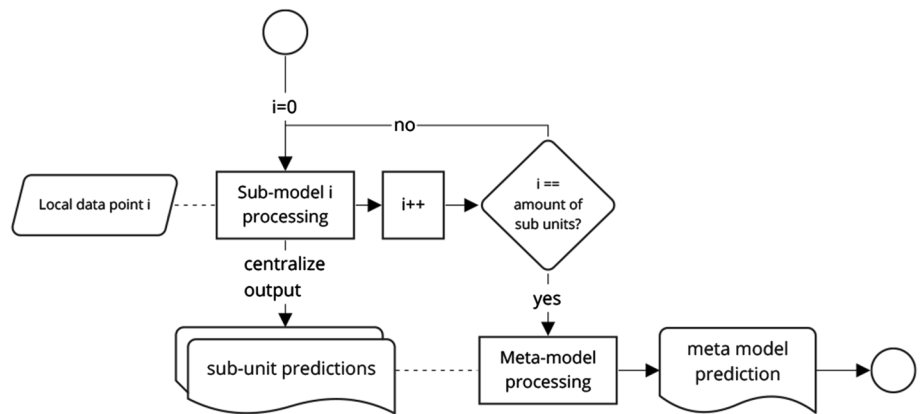 i=0
no
Local data point i
Sub-model i
processing
i++
i ==
amount of
sub units?
centralize
output
yes
sub-unit predictions
Meta-model
processing
meta model
prediction